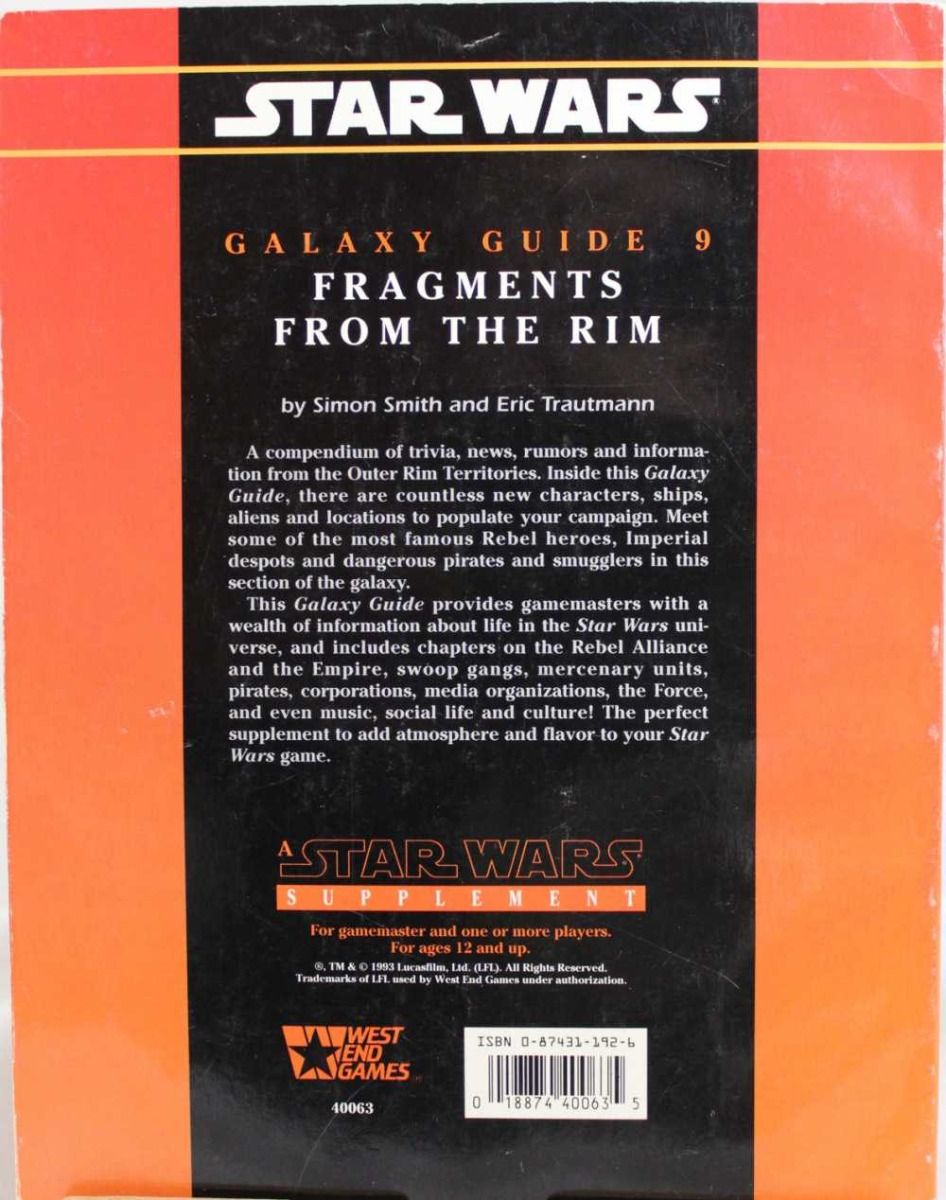 STAR WARS®
GALAXY GUIDE 9
FRAGMENTS
FROM THE RIM
by Simon Smith and Eric Trautmann
A compendium of trivia, news, rumors and informa-
tion from the Outer Rim Territories. Inside this Galaxy
Guide, there are countless new characters, ships,
aliens and locations to populate your campaign. Meet
some of the most famous Rebel heroes, Imperial
despots and dangerous pirates and smugglers in this
section of the galaxy.
This Galaxy Guide provides gamemasters with a
wealth of information about life in the Star Wars uni-
verse, and includes chapters on the Rebel Alliance
and the Empire, swoop gangs, mercenary units,
pirates, corporations, media organizations, the Force,
and even music, social life and culture! The perfect
supplement to add atmosphere and flavor to your Star
Wars game.
A STAR WARS
SUPPLEMENT
For gamemaster and one or more players.
For ages 12 and up.
®, TM & © 1993 Lucasfilm, Ltd. (LFL). All Rights Reserved.
Trademarks of LFL used by West End Games under authorization.
WEST
END
GAMES
40063
ISBN 0-87431-192-6
0 18874 40063 5